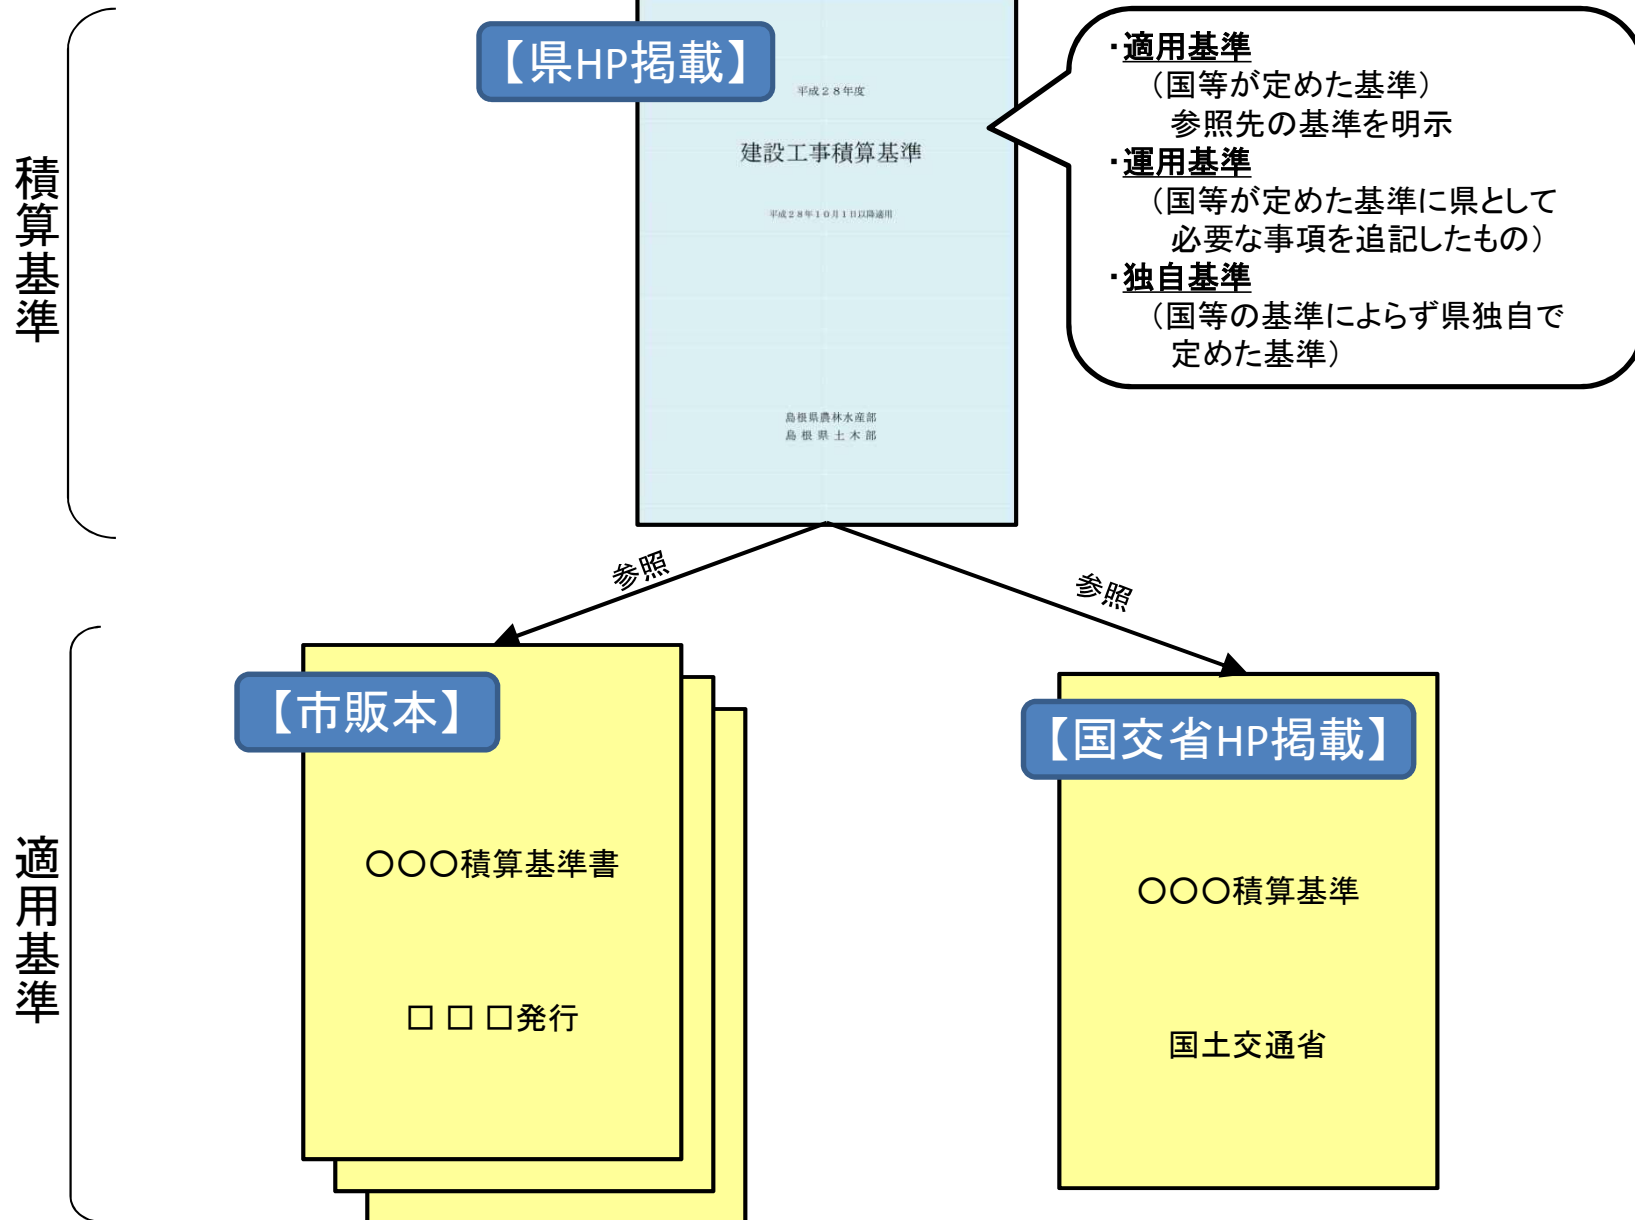 積算基準
【県HP掲載】
平成28年度
建設工事積算基準
平成28年10月1日以降適用
島根県農林水産部
島根県土木部
・適用基準
（国等が定めた基準）
参照先の基準を明示
・運用基準
（国等が定めた基準に県として
必要な事項を追記したもの）
・独自基準
（国等の基準によらず県独自で
定めた基準）
参照
参照
適用基準
【市販本】
〇〇〇積算基準書
□ □ □発行
【国交省HP掲載】
〇〇〇積算基準
国土交通省